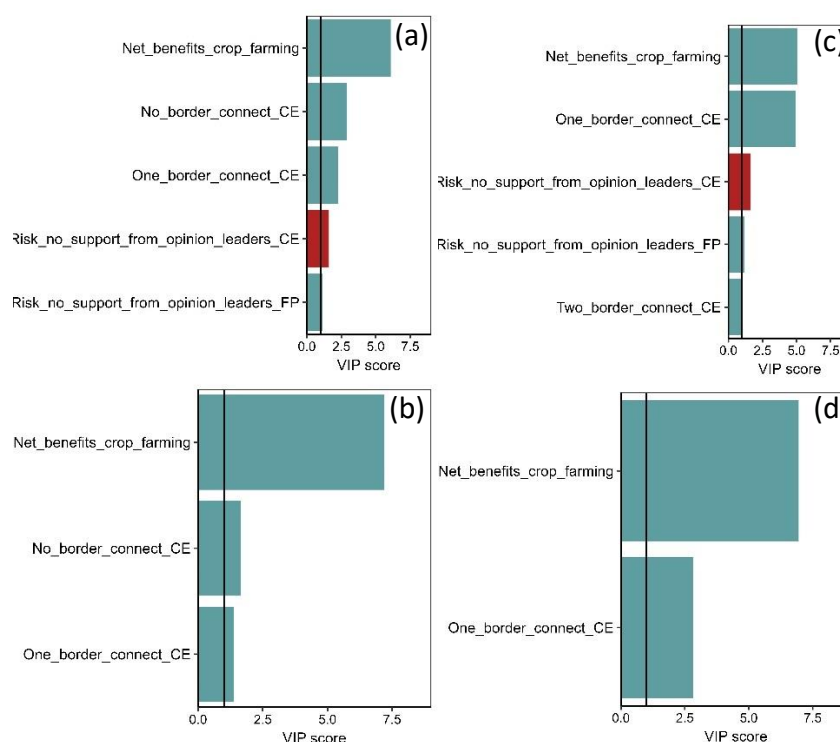 (a)
Net_benefits_crop_farming
No_border_connect_CE
One_border_connect_CE
Risk_no_support_from_opinion_leaders_CE
Risk_no_support_from_opinion_leaders_FP
0.0 2.5 5.0 7.5
VIP score
(c)
Net_benefits_crop_farming
One_border_connect_CE
Risk_no_support_from_opinion_leaders_CE
Risk_no_support_from_opinion_leaders_FP
Two_border_connect_CE
0.0 2.5 5.0 7.5
VIP score
(b)
Net_benefits_crop_farming
No_border_connect_CE
One_border_connect_CE
0.0 2.5 5.0 7.5
VIP score
(d
Net_benefits_crop_farming
One_border_connect_CE
0.0 2.5 5.0 7.5
VIP score